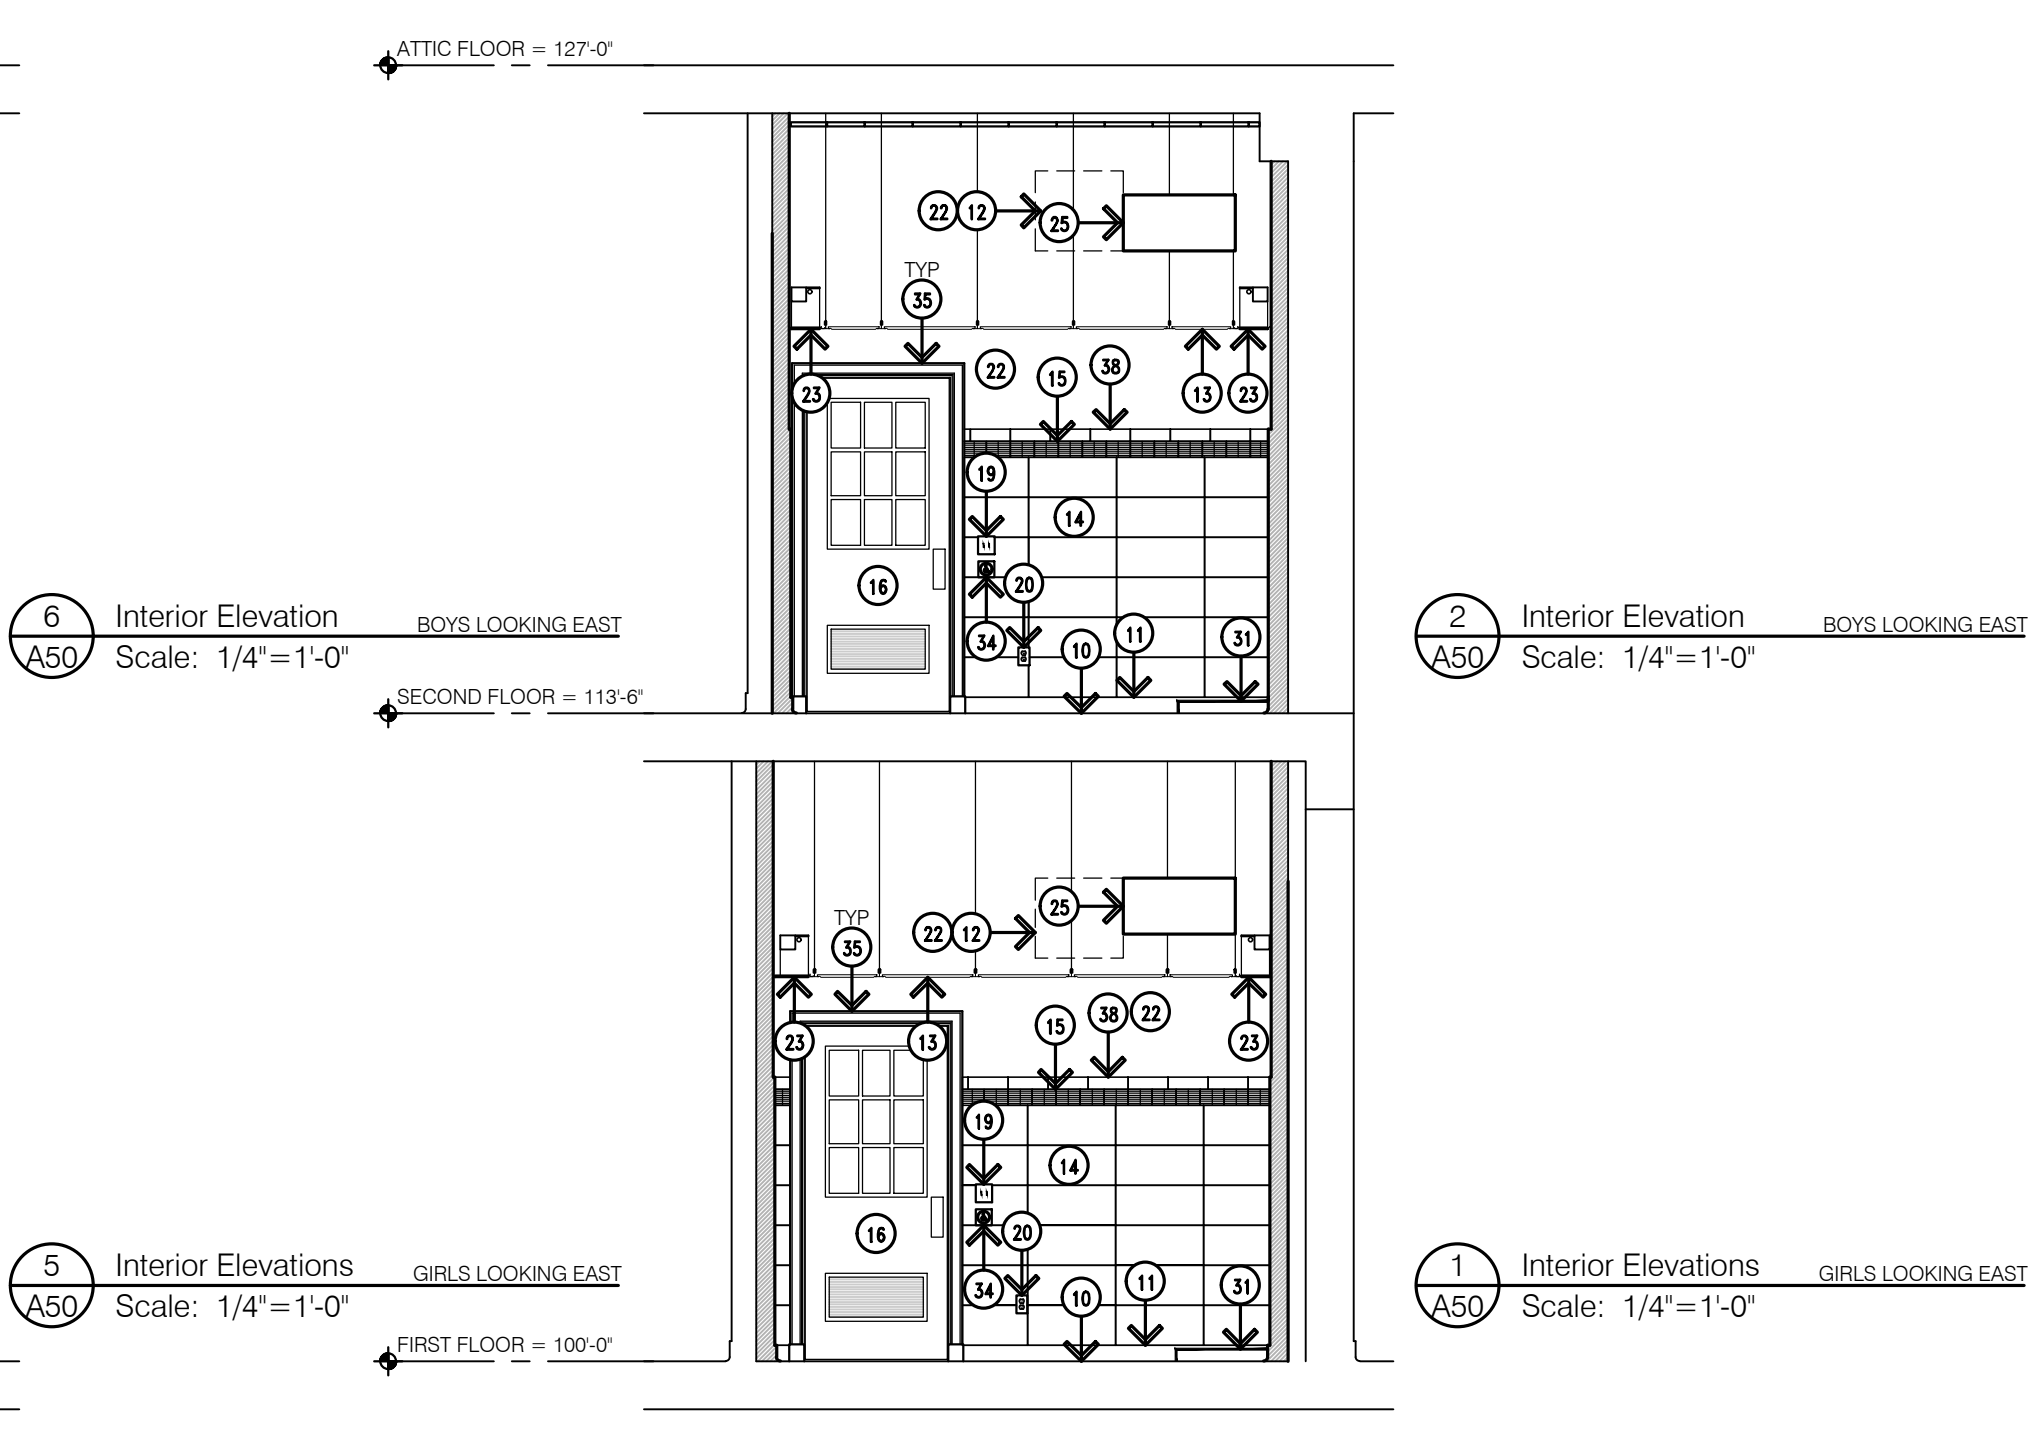 ATTIC FLOOR = 127'-0"
22 12 25
TYP
35
22 15 38
23 13 23
19
14
16 20
34 10 11 31
6
A50
Interior Elevation BOYS LOOKING EAST
Scale: 1/4"=1'-0"
2
A50
Interior Elevation BOYS LOOKING EAST
Scale: 1/4"=1'-0"
SECOND FLOOR = 113'-6"
25
TYP
35 22 12
15 38 22
23 13 23
19
14
16 20
34 10 11 31
5
A50
Interior Elevations GIRLS LOOKING EAST
Scale: 1/4"=1'-0"
1
A50
Interior Elevations GIRLS LOOKING EAST
Scale: 1/4"=1'-0"
FIRST FLOOR = 100'-0"